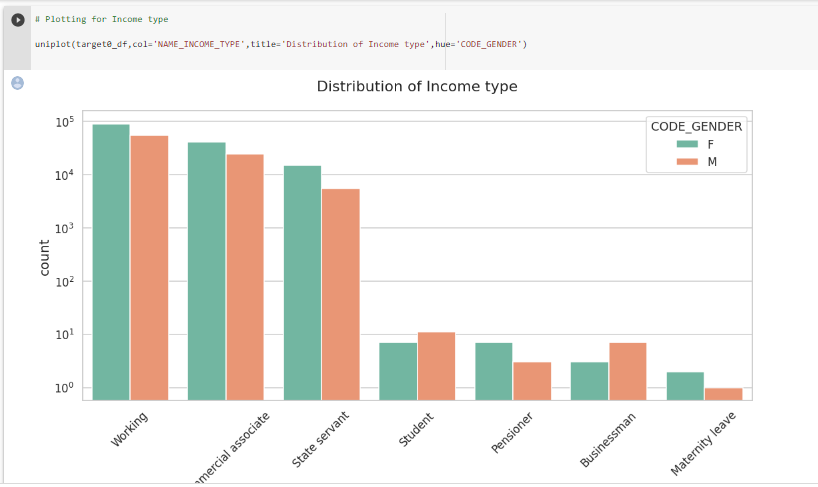 # Plotting for Income type
uniplot(target0_df,col='NAME_INCOME_TYPE',title='Distribution of Income type',hue='CODE_GENDER')
Distribution of Income type
CODE_GENDER
F
M
10⁵
10⁴
10³
10²
10¹
10⁰
count
Working
associate
State servant
Student
Pensioner
Businessman
Maternity leave